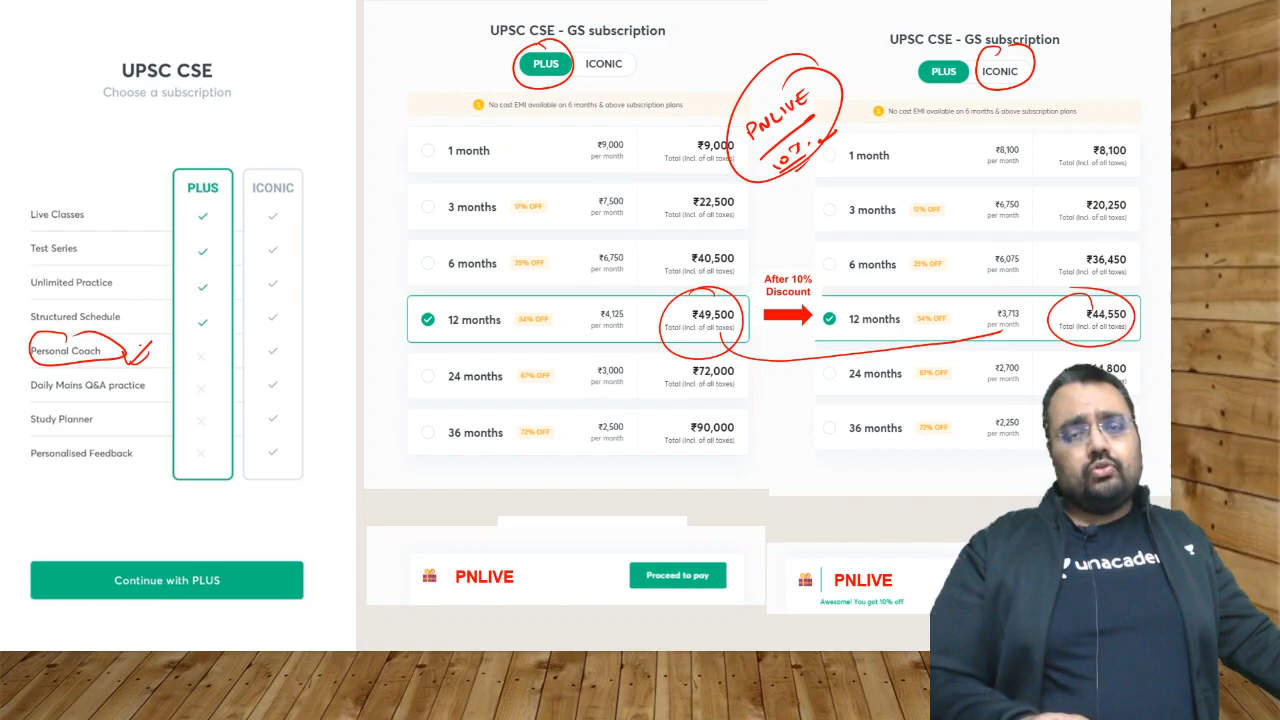 UPSC CSE
Choose a subscription
PLUS ICONIC
Live Classes
Test Series
Unlimited Practice
Structured Schedule
Personal Coach
Daily Mains Q&A practice
Study Planner
Personalised Feedback
Continue with PLUS
UPSC CSE - GS subscription
PLUS ICONIC
No cost EMI available on 6 months & above subscription plans
1 month ₹9,000 per month ₹9,000 Total (Incl. of all taxes)
3 months 17% OFF ₹7,500 per month ₹22,500 Total (Incl. of all taxes)
6 months 25% OFF ₹6,750 per month ₹40,500 Total (Incl. of all taxes)
12 months 54% OFF ₹4,125 per month ₹49,500 Total (Incl. of all taxes)
24 months 67% OFF ₹3,000 per month ₹72,000 Total (Incl. of all taxes)
36 months 72% OFF ₹2,500 per month ₹90,000 Total (Incl. of all taxes)
PNLIVE
Proceed to pay
PNLIVE
10%
After 10%
Discount
UPSC CSE - GS subscription
PLUS ICONIC
No cost EMI available on 6 months & above subscription plans
1 month ₹8,100 per month ₹8,100 Total (Incl. of all taxes)
3 months 17% OFF ₹6,750 per month ₹20,250 Total (Incl. of all taxes)
6 months 25% OFF ₹6,075 per month ₹36,450 Total (Incl. of all taxes)
12 months 54% OFF ₹3,713 per month ₹44,550 Total (Incl. of all taxes)
24 months 67% OFF ₹2,700 per month
36 months 72% OFF ₹2,250 per month
PNLIVE
Awesome! You got 10% off
unacademy